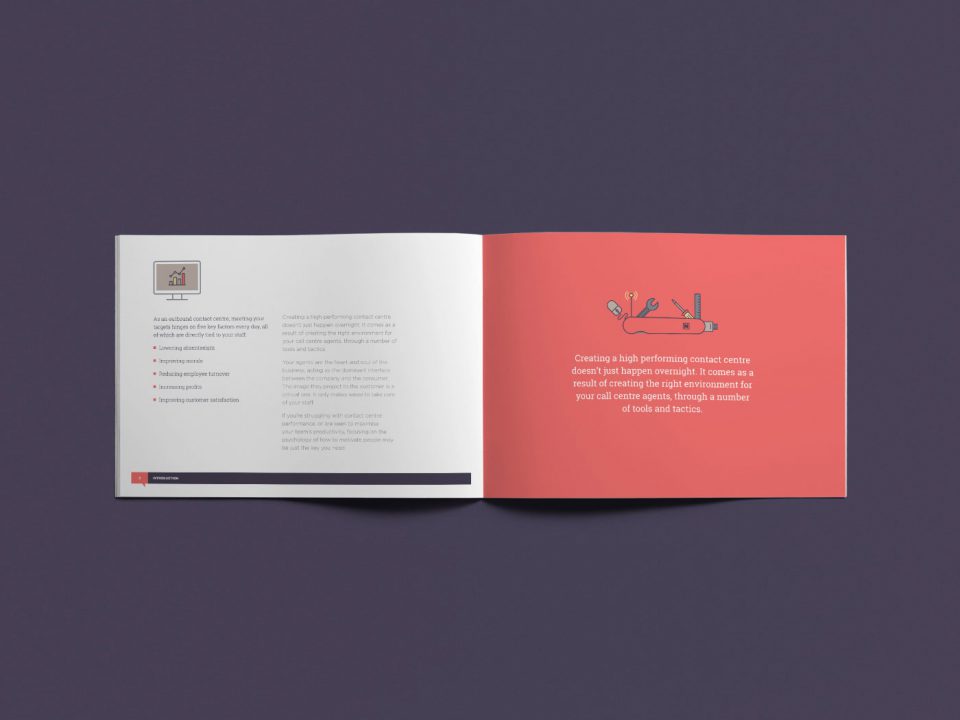 As an outbound contact centre, meeting your
targets hinges on five key factors every day, all
of which are directly tied to your staff:
Lowering absenteeism
Improving morale
Reducing employee turnover
Increasing profits
Improving customer satisfaction
Creating a high performing contact centre
doesn't just happen overnight. It comes as a
result of creating the right environment for
your call centre agents, through a number of
tools and tactics.
Your agents are the heart and soul of the
business, acting as the dominant interface
between the company and the consumer.
The image they project to the customer is a
critical one. It only makes sense to take care
of your staff.
If you're struggling with contact centre
performance, or are keen to maximise
your team's productivity, focusing on the
psychology of how to motivate people may
be just the key you need.
INTRODUCTION
Creating a high performing contact centre
doesn't just happen overnight. It comes as a
result of creating the right environment for
your call centre agents, through a number
of tools and tactics.